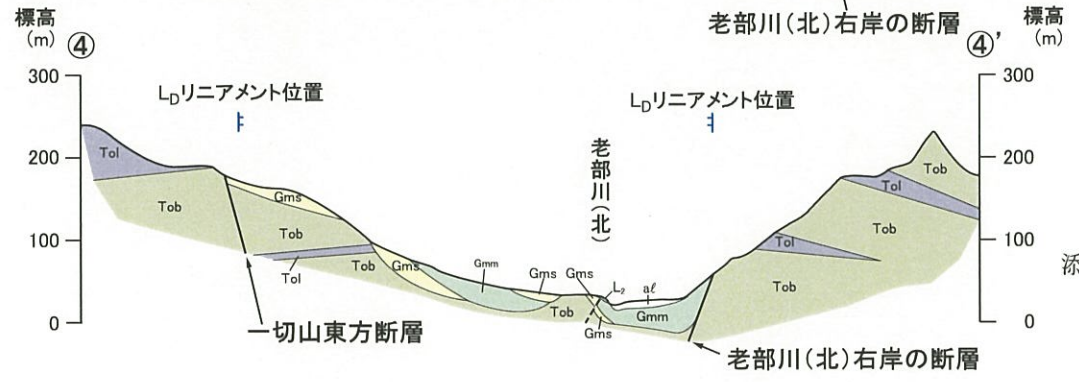 老部川(北)右岸の断層
標高
(m)
④
④'
標高
(m)
300
200
100
0
300
200
100
0
LDリニアメント位置
LDリニアメント位置
老部川(北)
Tol
Tob
Gms
Tob
Tol
Tob
Gms
Gmm
Gms
Gms
Tob
L2
aℓ
Gmm
Gms
Tol
Tob
Tol
Tob
Tob
一切山東方断層
老部川(北)右岸の断層
添